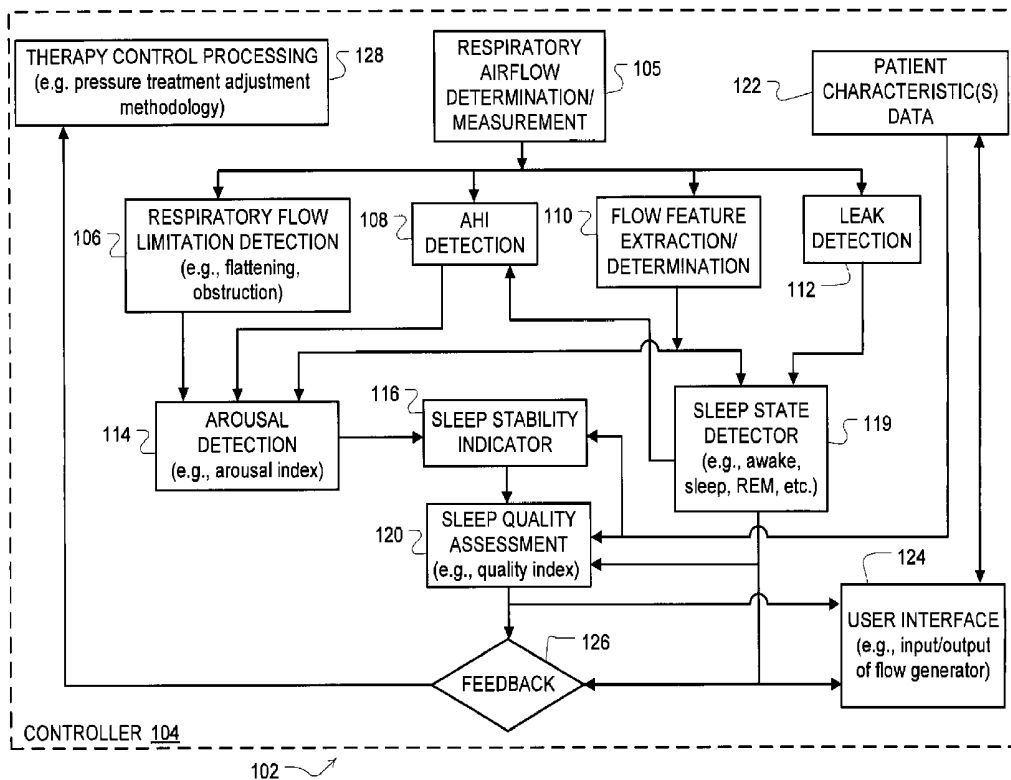 THERAPY CONTROL PROCESSING
(e.g. pressure treatment adjustment
methodology)
128
RESPIRATORY
AIRFLOW
DETERMINATION/
MEASUREMENT
105
122
PATIENT
CHARACTERISTIC(S)
DATA
106
RESPIRATORY FLOW
LIMITATION DETECTION
(e.g., flattening,
obstruction)
108
AHI
DETECTION
110
FLOW FEATURE
EXTRACTION/
DETERMINATION
LEAK
DETECTION
112
114
AROUSAL
DETECTION
(e.g., arousal index)
116
SLEEP STABILITY
INDICATOR
SLEEP STATE
DETECTOR
(e.g., awake,
sleep, REM, etc.)
119
120
SLEEP QUALITY
ASSESSMENT
(e.g., quality index)
124
USER INTERFACE
(e.g., input/output
of flow generator)
126
FEEDBACK
CONTROLLER 104
102